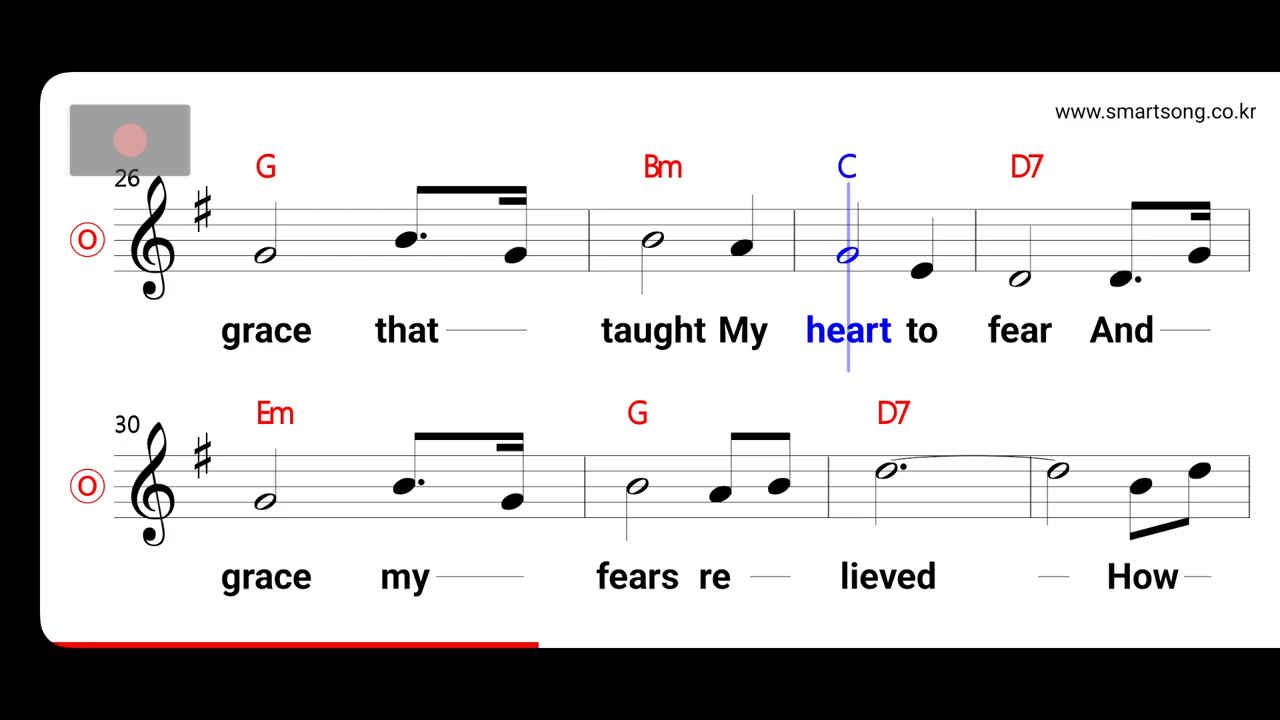 www.smartsong.co.kr
26
G Bm C D7
O
grace that taught My heart to fear And
30
Em G D7
O
grace my fears re lieved How